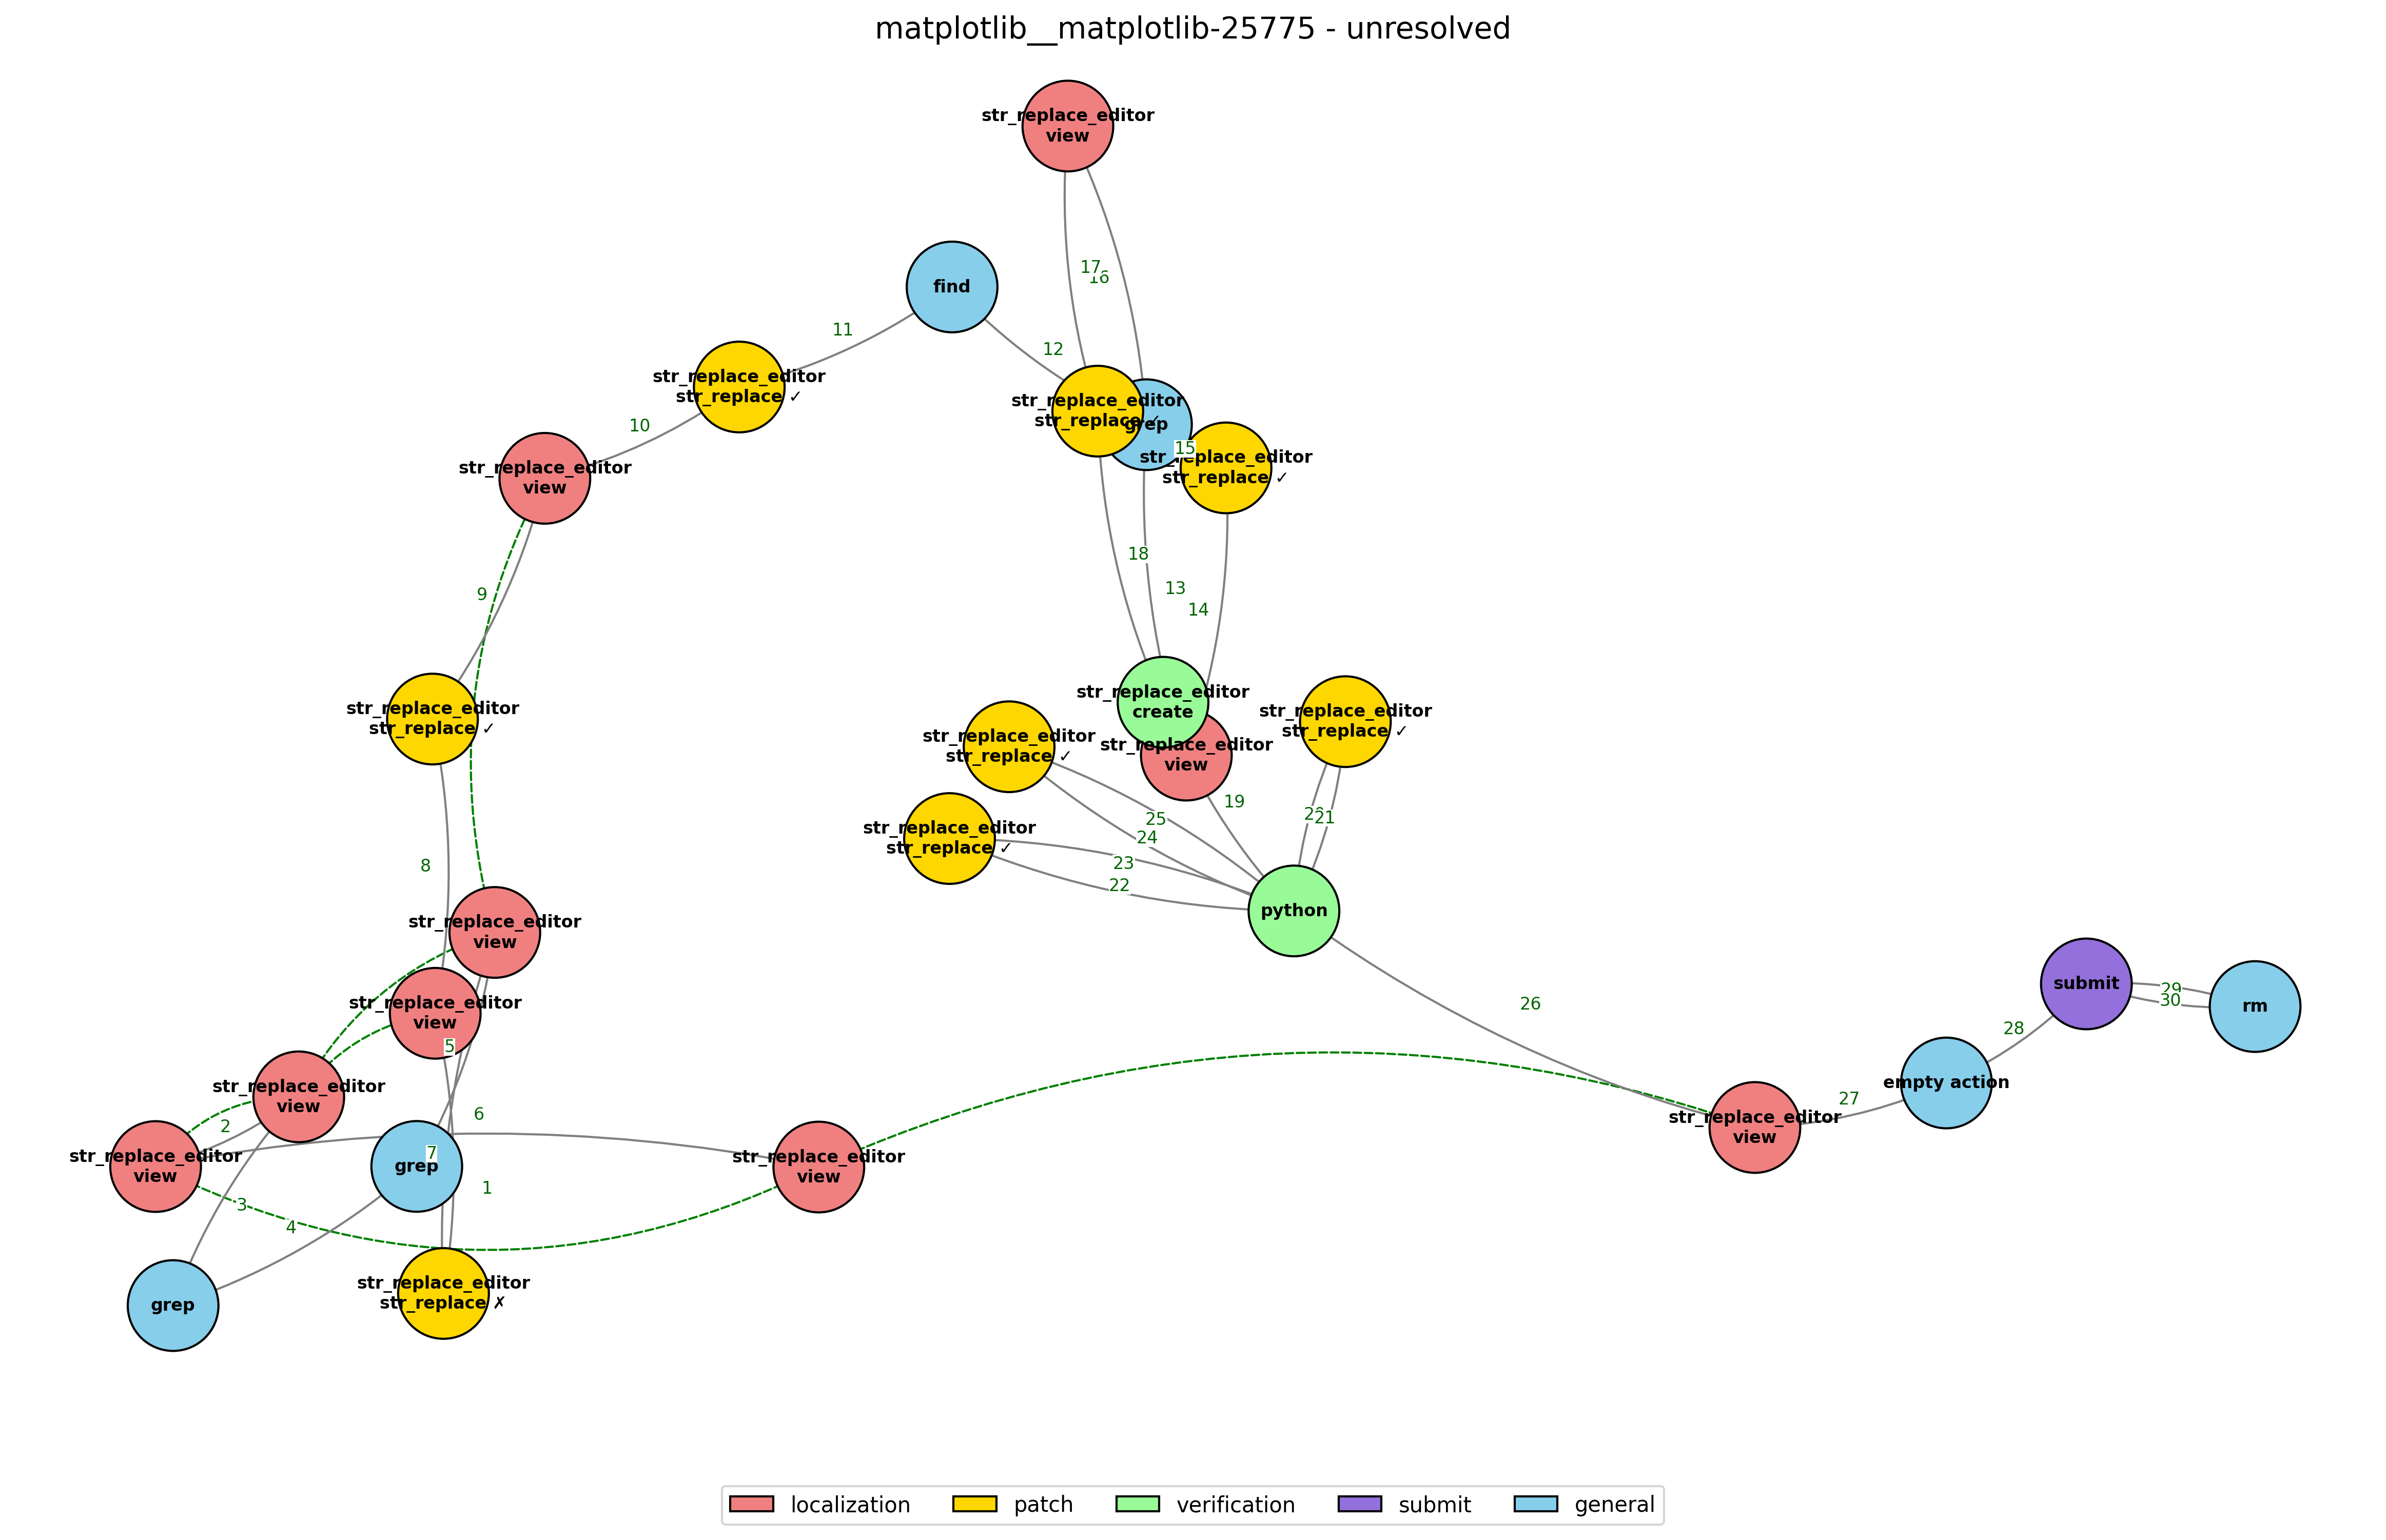 matplotlib__matplotlib-25775 - unresolved
str_replace_editor
view
17
16
find
11
12
str_replace_editor
str_replace ✓
10
str_replace_editor
str_replace ✓
grep
15
str_replace_editor
str_replace ✓
str_replace_editor
view
9
18
13
14
str_replace_editor
str_replace ✓
str_replace_editor
create
str_replace_editor
str_replace ✓
str_replace_editor
view
str_replace_editor
str_replace ✓
19
20
21
25
24
str_replace_editor
str_replace ✓
23
22
8
python
str_replace_editor
view
26
submit
29
30
rm
str_replace_editor
view
5
28
str_replace_editor
view
empty action
27
6
2
str_replace_editor
view
str_replace_editor
view
grep
7
str_replace_editor
view
1
3
4
grep
str_replace_editor
str_replace ✗
localization
patch
verification
submit
general